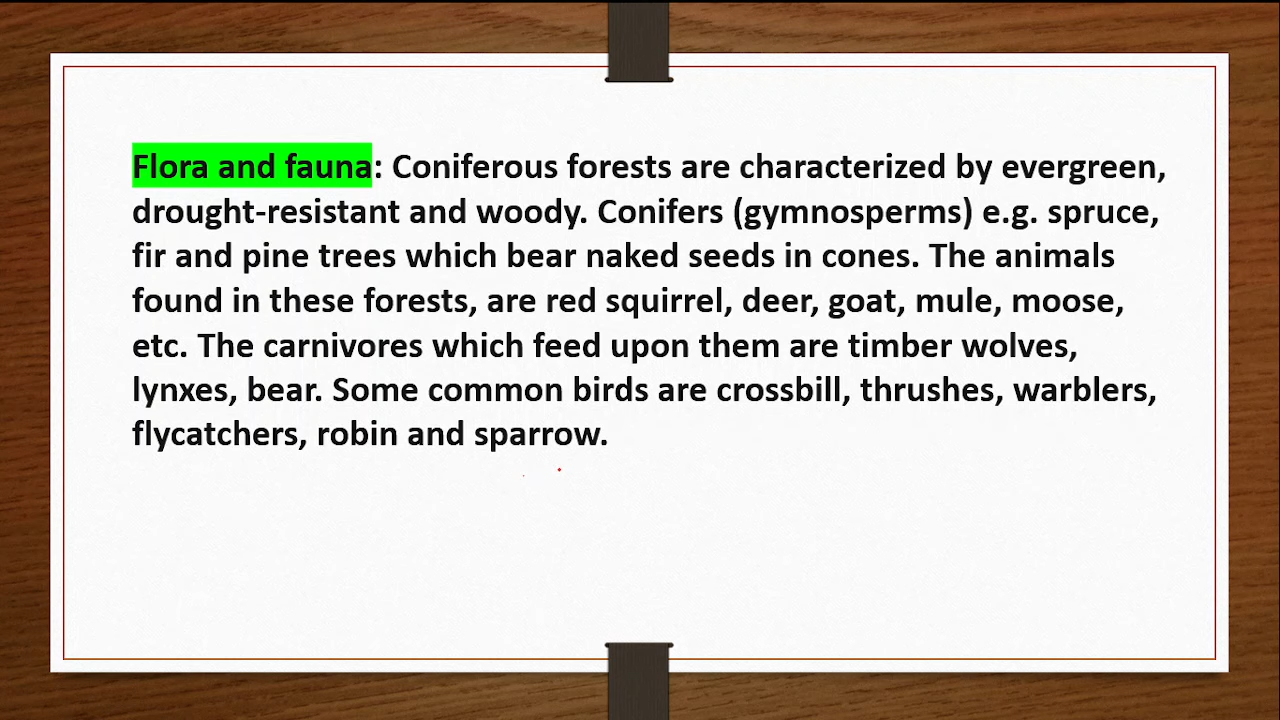 Flora and fauna: Coniferous forests are characterized by evergreen,
drought-resistant and woody. Conifers (gymnosperms) e.g. spruce,
fir and pine trees which bear naked seeds in cones. The animals
found in these forests, are red squirrel, deer, goat, mule, moose,
etc. The carnivores which feed upon them are timber wolves,
lynxes, bear. Some common birds are crossbill, thrushes, warblers,
flycatchers, robin and sparrow.